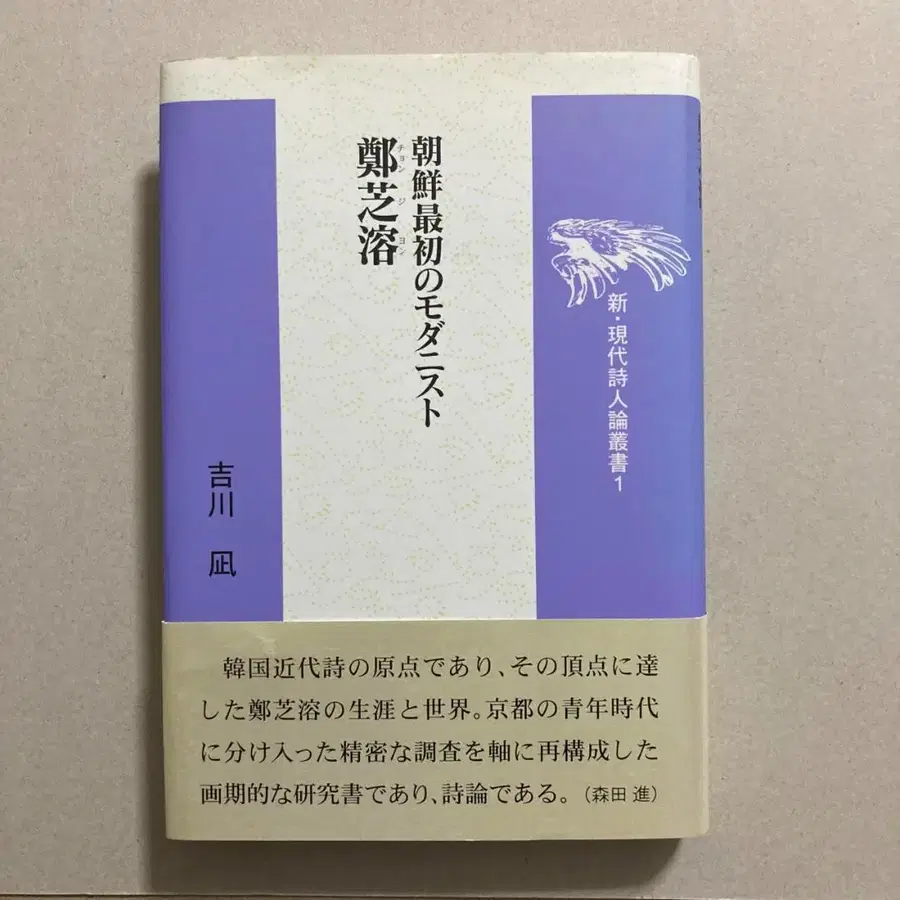 朝鮮最初のモダニスト
鄭芝溶
チョンジヨン
新・現代詩人論叢書1
吉川 凪
韓国近代詩の原点であり、その頂点に達
した鄭芝溶の生涯と世界。京都の青年時代
に分け入った精密な調査を軸に再構成した
画期的な研究書であり、詩論である。（森田 進）